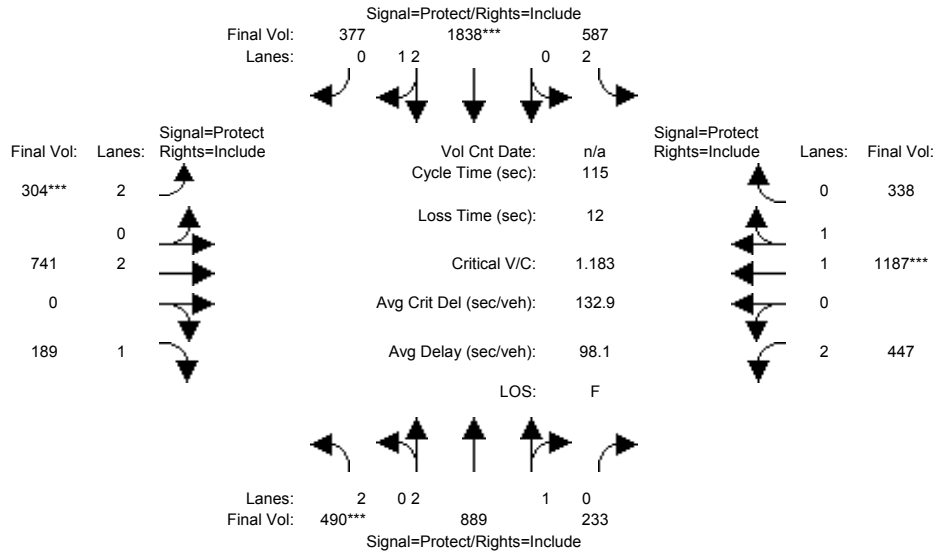 Signal=Protect/Rights=Include
Final Vol: 377 1838*** 587
Lanes: 0 1 2 0 2
Signal=Protect
Final Vol: Lanes: Rights=Include
Vol Cnt Date: n/a
Signal=Protect
Rights=Include Lanes: Final Vol:
Cycle Time (sec): 115
304*** 2
0 338
Loss Time (sec): 12
0
1
741 2
Critical V/C: 1.183
1 1187***
0
Avg Crit Del (sec/veh): 132.9
0
189 1
Avg Delay (sec/veh): 98.1
2 447
LOS: F
Lanes: 2 0 2 1 0
Final Vol: 490*** 889 233
Signal=Protect/Rights=Include